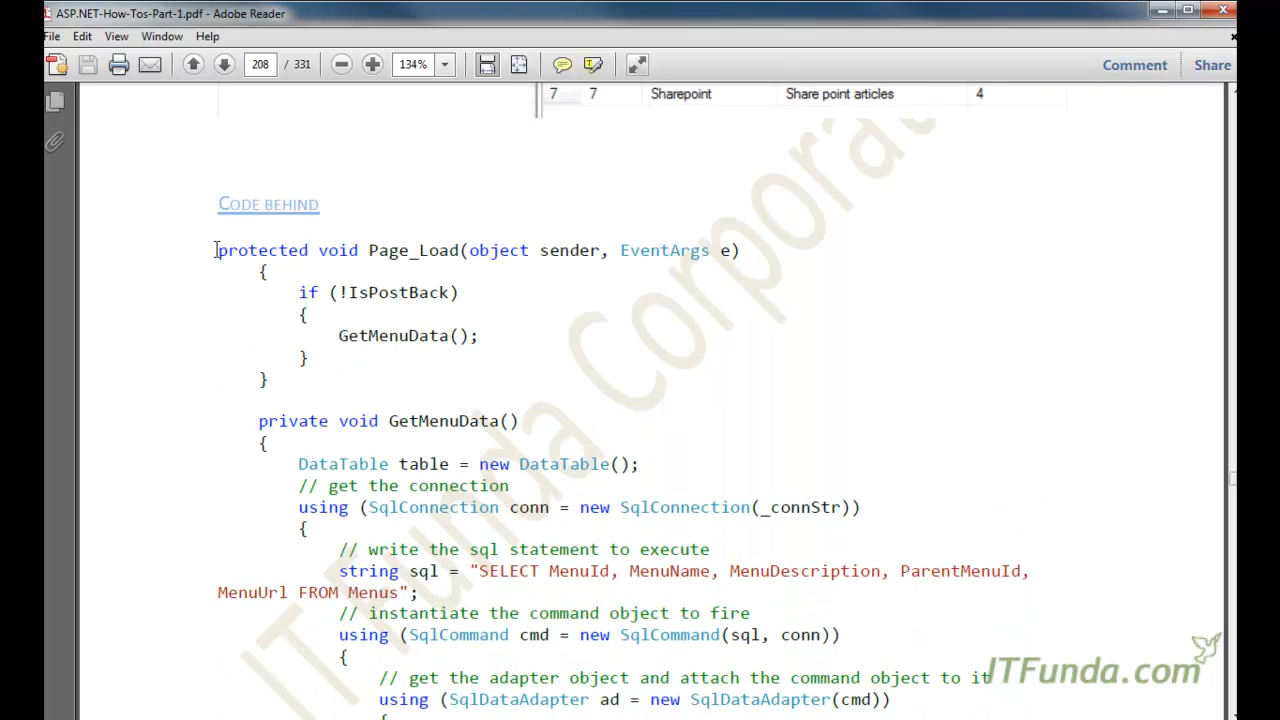 ASP.NET-How-Tos-Part-1.pdf - Adobe Reader
File Edit View Window Help
208 / 331 134% Comment Share
7 7 Sharepoint Share point articles 4
CODE BEHIND
protected void Page_Load(object sender, EventArgs e)
{
if (!IsPostBack)
{
GetMenuData();
}
}
private void GetMenuData()
{
DataTable table = new DataTable();
// get the connection
using (SqlConnection conn = new SqlConnection(_connStr))
{
// write the sql statement to execute
string sql = "SELECT MenuId, MenuName, MenuDescription, ParentMenuId,
MenuUrl FROM Menus";
// instantiate the command object to fire
using (SqlCommand cmd = new SqlCommand(sql, conn))
{
// get the adapter object and attach the command object to it
using (SqlDataAdapter ad = new SqlDataAdapter(cmd))
{
IT Funda Corporat
ITFunda.com